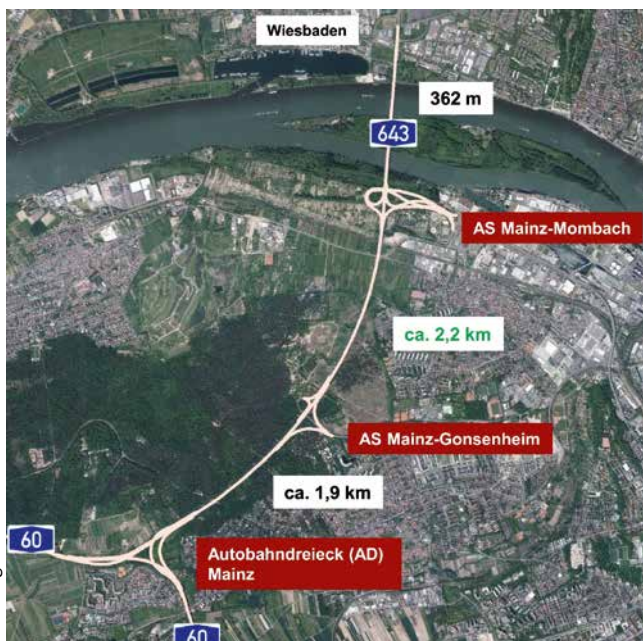 Wiesbaden
362 m
643
AS Mainz-Mombach
ca. 2,2 km
AS Mainz-Gonsenheim
ca. 1,9 km
60
Autobahndreieck (AD)
Mainz
60